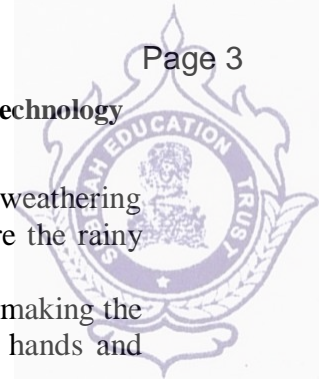 Page 3
echnology
EDUCATION TRUST
weathering
re the rainy
making the
hands and